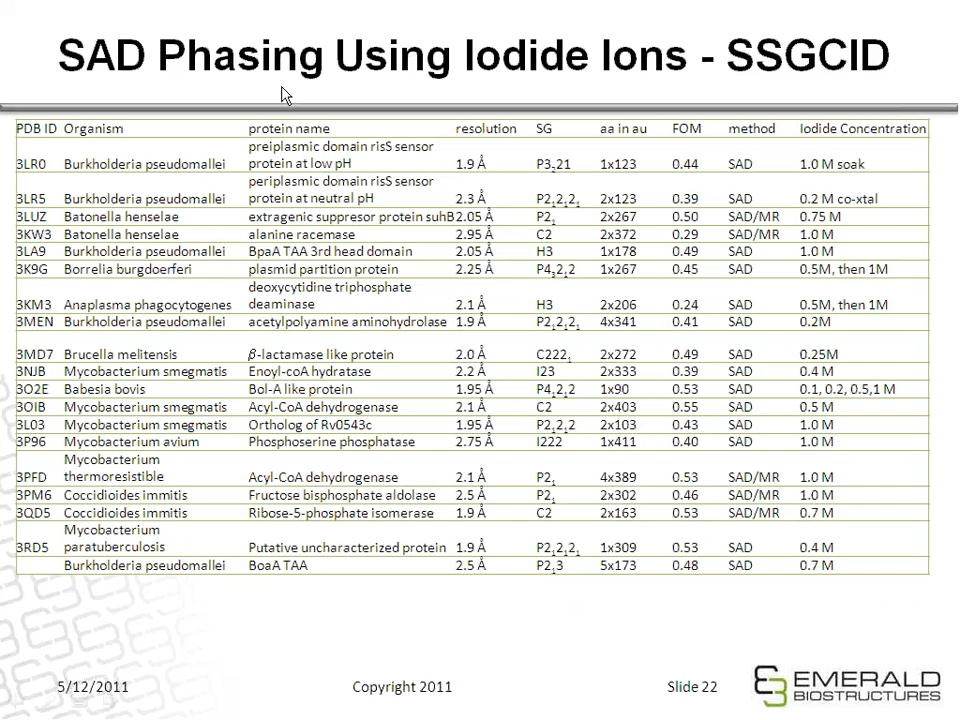 SAD Phasing Using Iodide Ions - SSGCID
PDB ID Organism protein name resolution SG aa in au FOM method Iodide Concentration
preiplasmic domain risS sensor
3LR0 Burkholderia pseudomallei protein at low pH 1.9 Å P3₂21 1x123 0.44 SAD 1.0 M soak
periplasmic domain risS sensor
3LR5 Burkholderia pseudomallei protein at neutral pH 2.3 Å P2₁2₁2₁ 2x123 0.39 SAD 0.2 M co-xtal
3LUZ Batonella henselae extragenic suppresor protein suhB 2.05 Å P2₁ 2x267 0.50 SAD/MR 0.75 M
3KW3 Batonella henselae alanine racemase 2.95 Å C2 2x372 0.29 SAD/MR 1.0 M
3LA9 Burkholderia pseudomallei BpaA TAA 3rd head domain 2.05 Å H3 1x178 0.49 SAD 1.0 M
3K9G Borrelia burgdoerferi plasmid partition protein 2.25 Å P4₃2₁2 1x267 0.45 SAD 0.5M, then 1M
deoxycytidine triphosphate
3KM3 Anaplasma phagocytogenes deaminase 2.1 Å H3 2x206 0.24 SAD 0.5M, then 1M
3MEN Burkholderia pseudomallei acetylpolyamine aminohydrolase 1.9 Å P2₁2₁2₁ 4x341 0.41 SAD 0.2M
3MD7 Brucella melitensis β-lactamase like protein 2.0 Å C222₁ 2x272 0.49 SAD 0.25M
3NJB Mycobacterium smegmatis Enoyl-coA hydratase 2.2 Å I23 2x333 0.39 SAD 0.4 M
3O2E Babesia bovis Bol-A like protein 1.95 Å P4₁2₁2 1x90 0.52 SAD 0.1, 0.2, 0.5,1 M
3OIB Mycobacterium smegmatis Acyl-CoA dehydrogenase 2.1 Å C2 2x403 0.55 SAD 0.5 M
3L03 Mycobacterium smegmatis Ortholog of Rv0543c 1.95 Å P2₁2₁2 2x103 0.43 SAD 1.0 M
3P96 Mycobacterium avium Phosphoserine phosphatase 2.75 Å I222 1x411 0.40 SAD 1.0 M
Mycobacterium
3PFD thermoresistible Acyl-CoA dehydrogenase 2.1 Å P2₁ 4x389 0.53 SAD/MR 1.0 M
3PM6 Coccidioides immitis Fructose bisphosphate aldolase 2.5 Å P2₁ 2x302 0.46 SAD/MR 1.0 M
3QD5 Coccidioides immitis Ribose-5-phosphate isomerase 1.9 Å C2 2x163 0.53 SAD/MR 0.7 M
Mycobacterium
3RD5 paratuberculosis Putative uncharacterized protein 1.9 Å P2₁2₁2₁ 1x309 0.53 SAD 0.4 M
Burkholderia pseudomallei BoaA TAA 2.5 Å P2₁3 5x173 0.48 SAD 0.7 M
5/12/2011 Copyright 2011 Slide 22
EMERALD
BIOSTRUCTURES